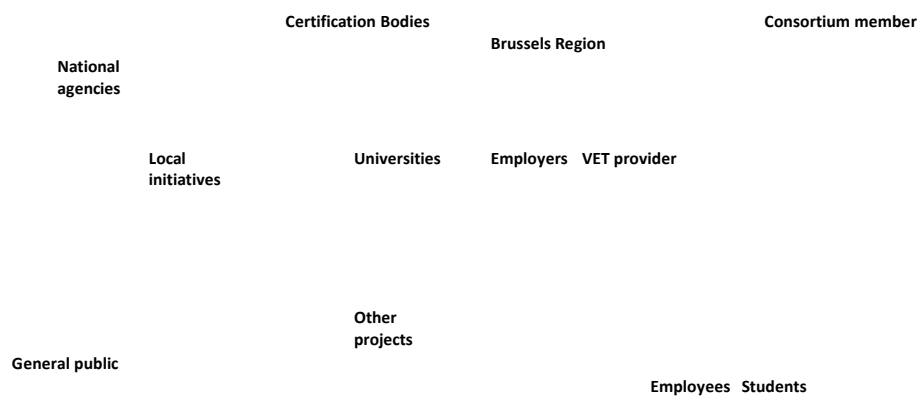 Certification Bodies
Consortium member
Brussels Region
National
agencies
Local
initiatives
Universities
Employers
VET provider
Other
projects
General public
Employees
Students